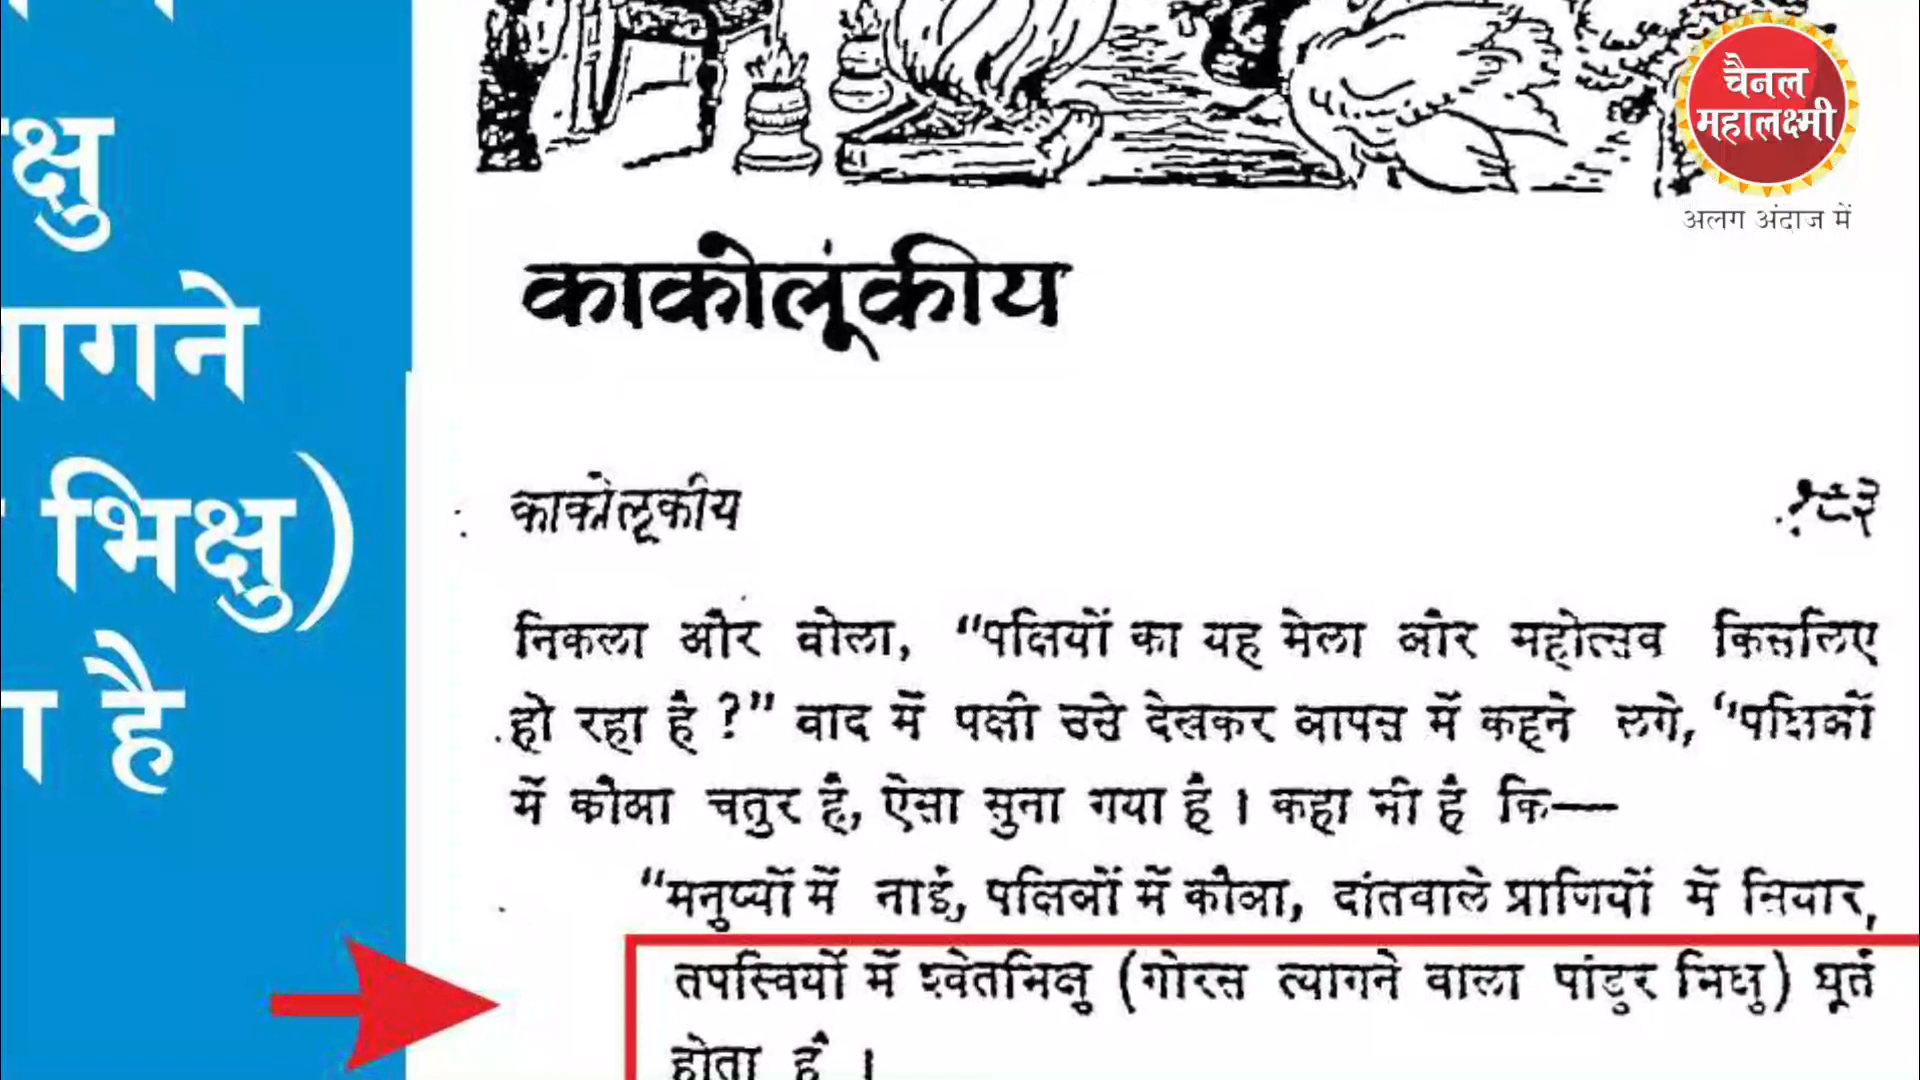 चैनल
महालक्ष्मी
अलग अंदाज में
क्षु
गने
भिक्षु)
है
काकोलूकीय
काकोलूकीय १८३
निकला और बोला, “पक्षियों का यह मेला और महोत्सव किसलिए
हो रहा है ?” बाद में पक्षी उसे देखकर आपस में कहने लगे, “पक्षिओं
में कौआ चतुर है, ऐसा सुना गया है । कहा भी है कि—
“मनुष्यों में नाई, पक्षिओं में कौआ, दांतवाले प्राणियों में सियार,
तपस्वियों में श्वेतभिक्षु (गोरस त्यागने वाला पांडुर भिक्षु) धूर्त
होता है ।